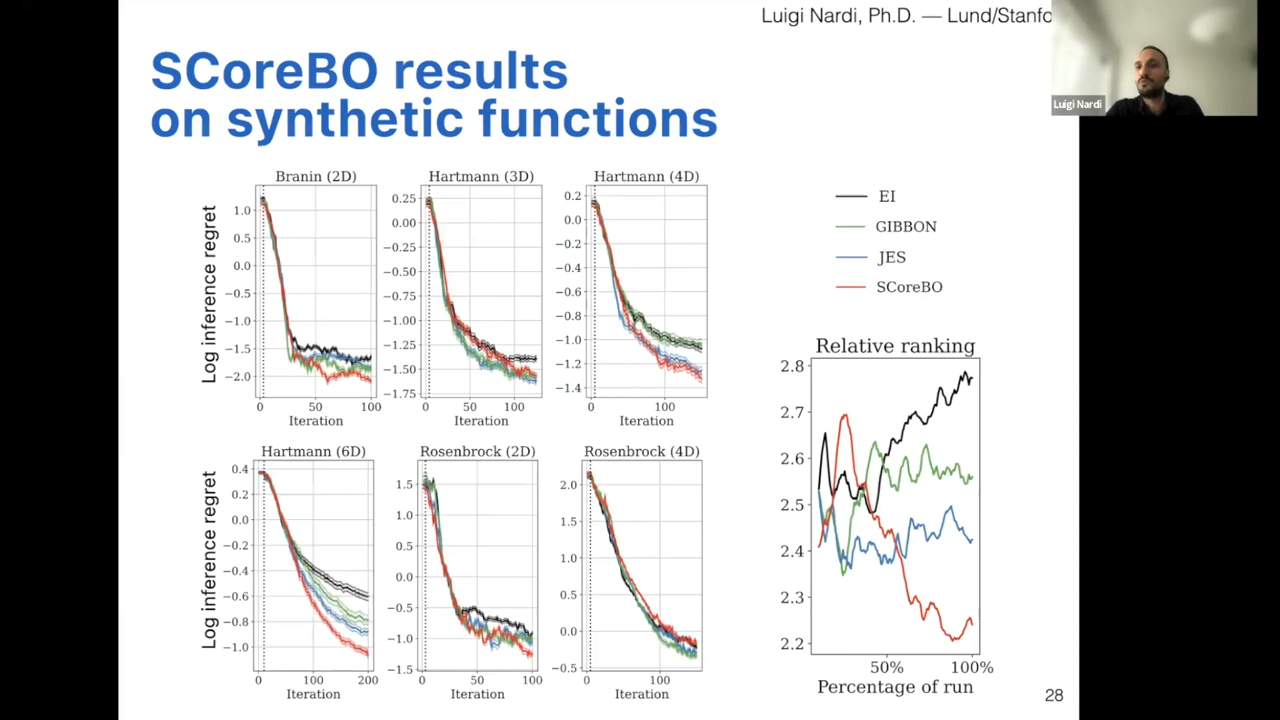 Luigi Nardi, Ph.D. — Lund/Stanfo
Luigi Nardi
SCoreBO results
on synthetic functions
Branin (2D)
Log inference regret
1.0
0.5
0.0
−0.5
−1.0
−1.5
−2.0
0 50 100
Iteration
Hartmann (3D)
0.25
0.00
−0.25
−0.50
−0.75
−1.00
−1.25
−1.50
−1.75
0 50 100
Iteration
Hartmann (4D)
0.2
0.0
−0.2
−0.4
−0.6
−0.8
−1.0
−1.2
−1.4
0 100
Iteration
EI
GIBBON
JES
SCoreBO
Hartmann (6D)
Log inference regret
0.4
0.2
0.0
−0.2
−0.4
−0.6
−0.8
−1.0
0 100 200
Iteration
Rosenbrock (2D)
1.5
1.0
0.5
0.0
−0.5
−1.0
−1.5
0 50 100
Iteration
Rosenbrock (4D)
2.0
1.5
1.0
0.5
0.0
−0.5
0 100
Iteration
Relative ranking
2.8
2.7
2.6
2.5
2.4
2.3
2.2
50% 100%
Percentage of run
28